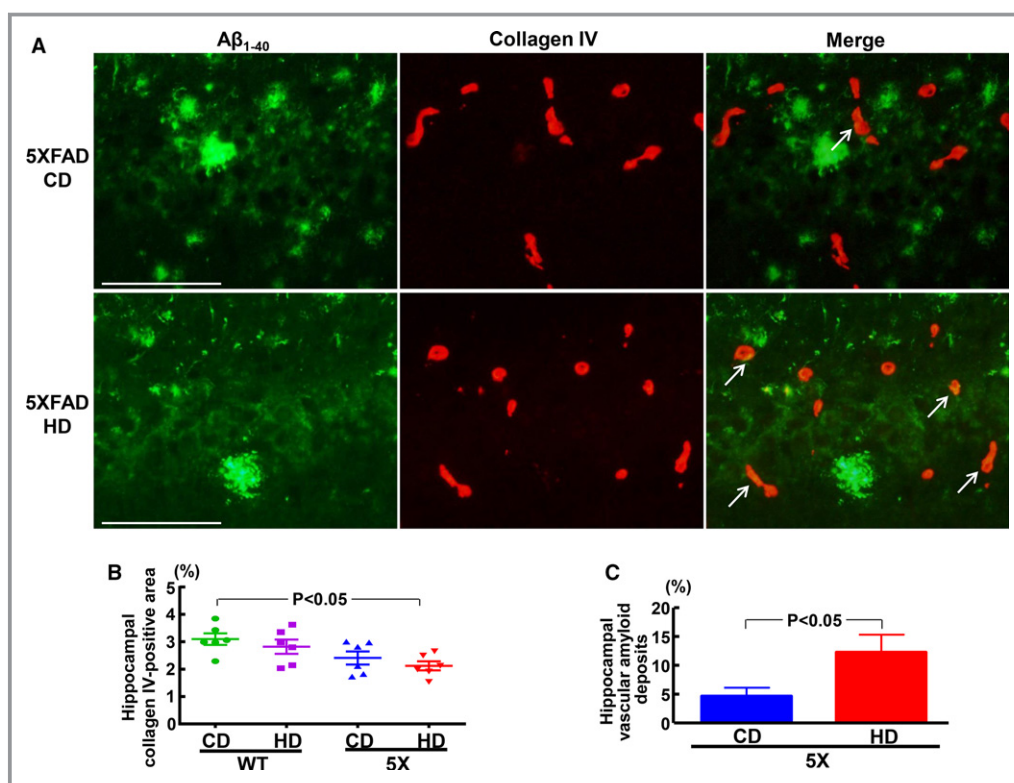 A
Aβ1-40
Collagen IV
Merge
5XFAD
CD
5XFAD
HD
B
(%)
Hippocampal
collagen IV-positive area
5
4
3
2
1
0
P<0.05
CD
HD
CD
HD
WT
5X
C
(%)
Hippocampal
vascular amyloid
deposits
20
15
10
5
0
P<0.05
CD
HD
5X